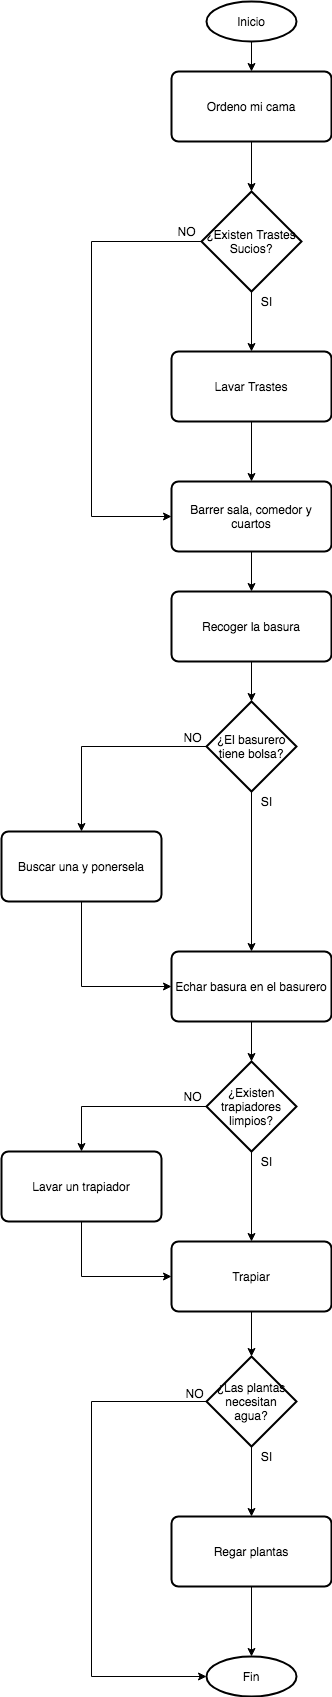 Inicio
Ordeno mi cama
NO
¿Existen Trastes
Sucios?
SI
Lavar Trastes
Barrer sala, comedor y
cuartos
Recoger la basura
NO
¿El basurero
tiene bolsa?
SI
Buscar una y ponersela
Echar basura en el basurero
NO
¿Existen
trapiadores
limpios?
SI
Lavar un trapiador
Trapiar
NO
¿Las plantas
necesitan
agua?
SI
Regar plantas
Fin